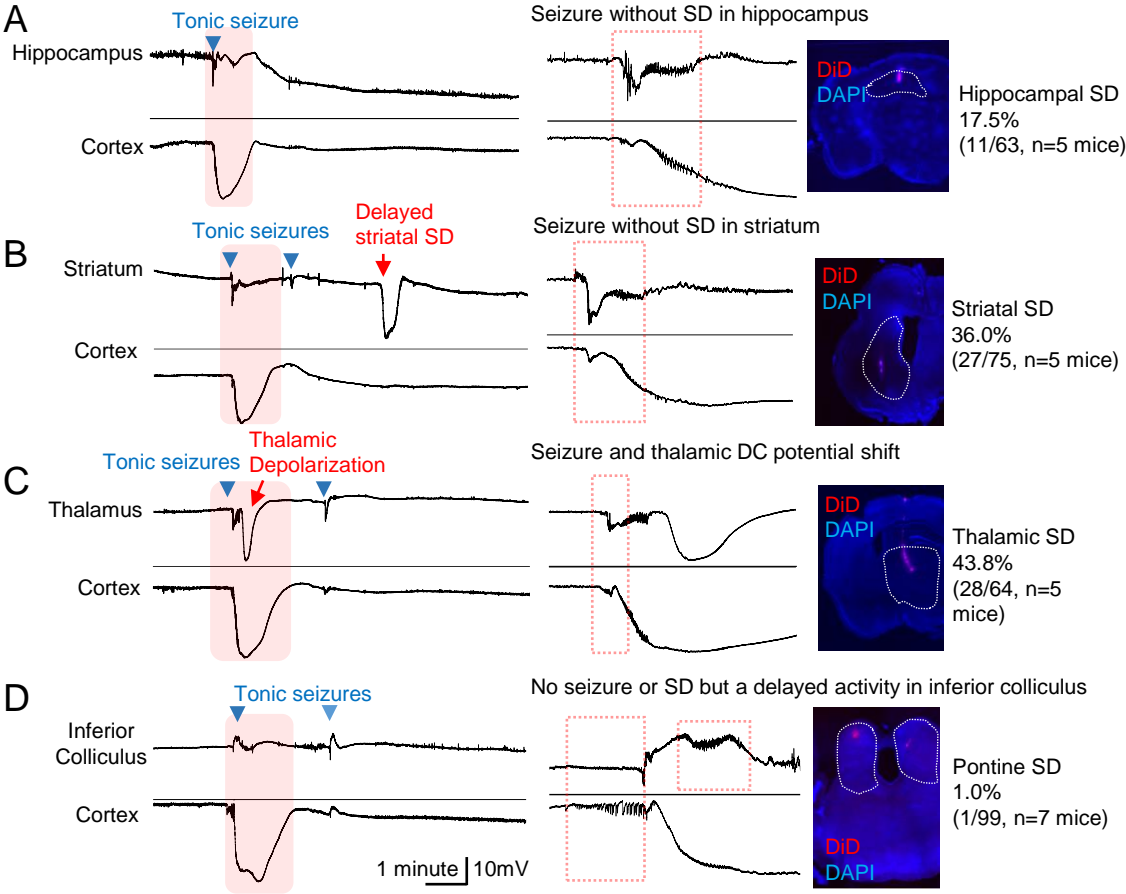 A
Tonic seizure
Hippocampus
Cortex
Seizure without SD in hippocampus
DiD
DAPI
Hippocampal SD
17.5%
(11/63, n=5 mice)
B
Tonic seizures
Delayed
striatal SD
Striatum
Cortex
Seizure without SD in striatum
DiD
DAPI
Striatal SD
36.0%
(27/75, n=5 mice)
C
Tonic seizures
Thalamic
Depolarization
Thalamus
Cortex
Seizure and thalamic DC potential shift
DiD
DAPI
Thalamic SD
43.8%
(28/64, n=5
mice)
D
Tonic seizures
Inferior
Colliculus
Cortex
1 minute
10mV
No seizure or SD but a delayed activity in inferior colliculus
DiD
DAPI
Pontine SD
1.0%
(1/99, n=7 mice)